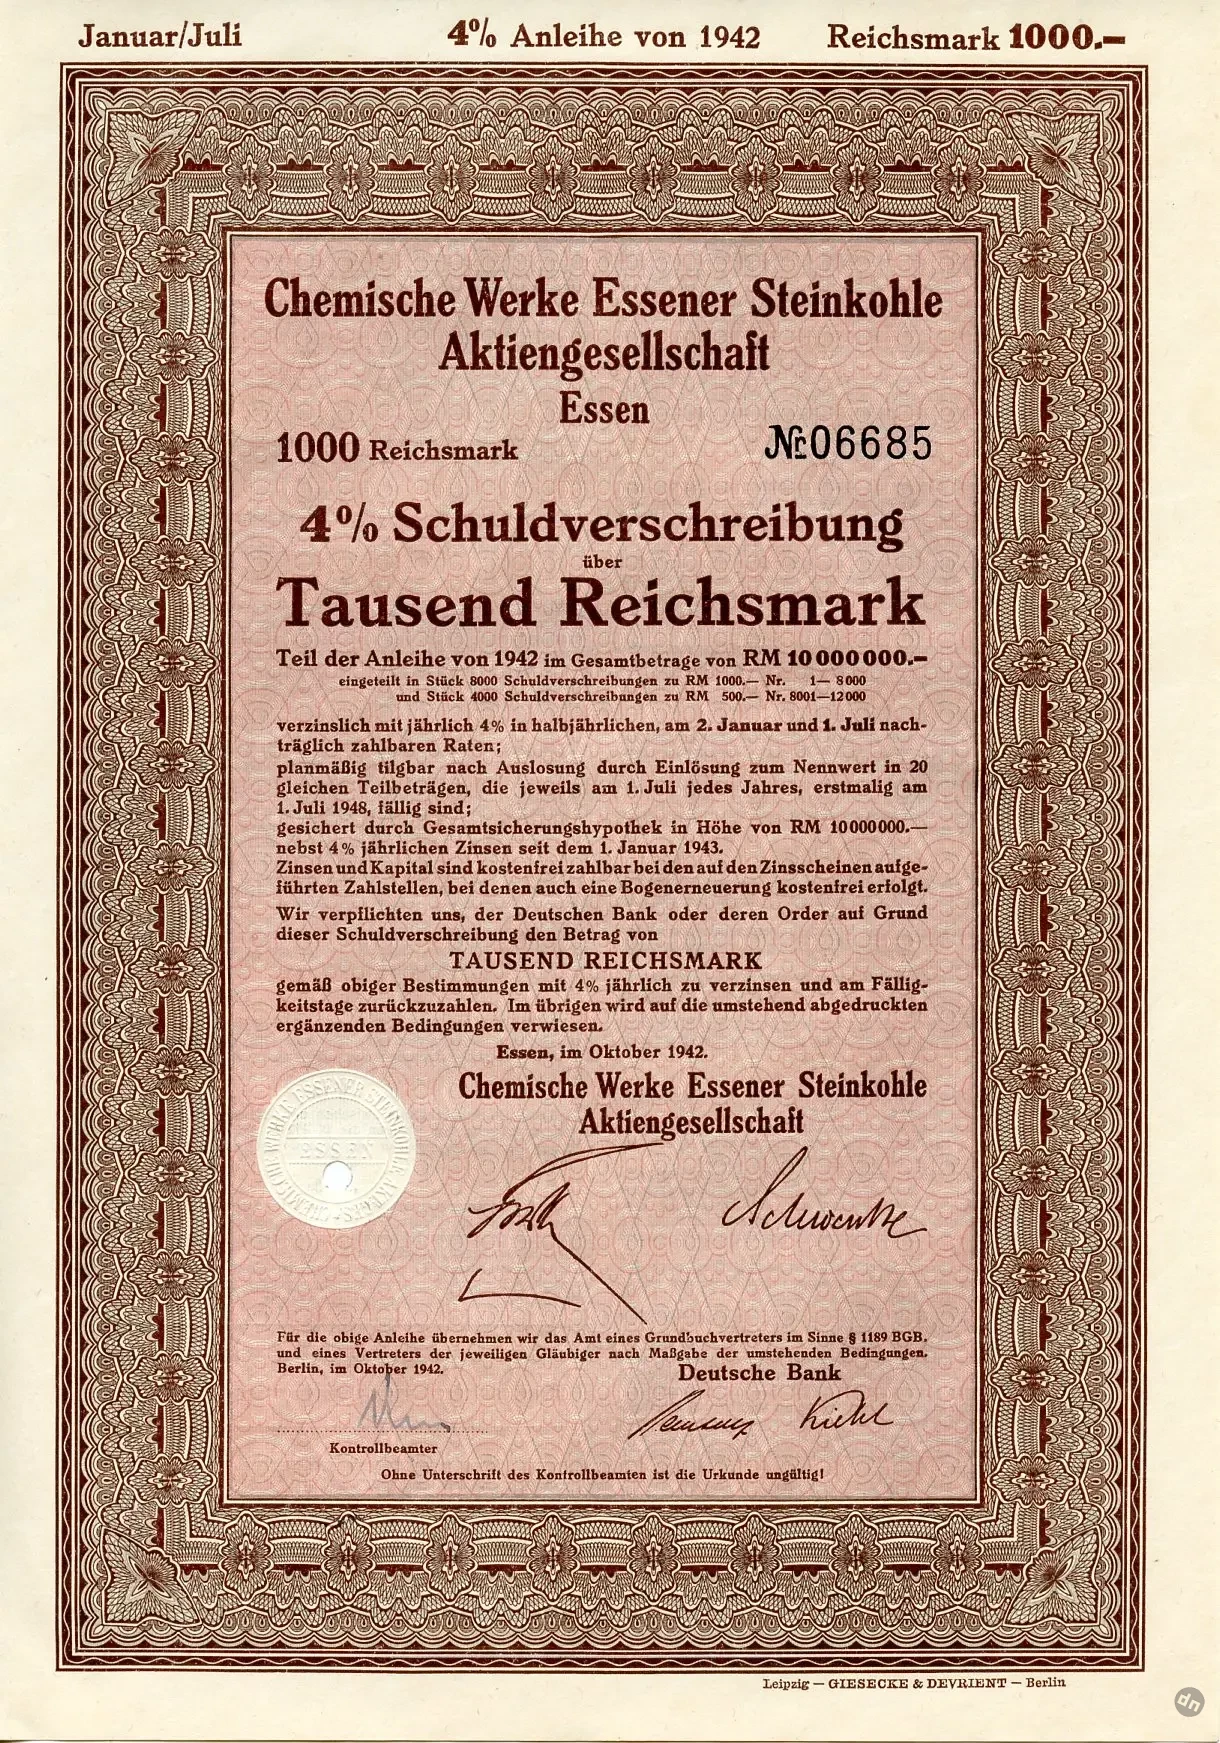 Januar/Juli 4% Anleihe von 1942 Reichsmark 1000.–
Chemische Werke Essener Steinkohle
Aktiengesellschaft
Essen
1000 Reichsmark № 06685
4% Schuldverschreibung
über
Tausend Reichsmark
Teil der Anleihe von 1942 im Gesamtbetrage von RM 10 000 000.–
eingeteilt in Stück 8000 Schuldverschreibungen zu RM 1000.— Nr. 1—8000
und Stück 4000 Schuldverschreibungen zu RM 500.— Nr. 8001—12000
verzinslich mit jährlich 4% in halbjährlichen, am 2. Januar und 1. Juli nach-
träglich zahlbaren Raten;
planmäßig tilgbar nach Auslosung durch Einlösung zum Nennwert in 20
gleichen Teilbeträgen, die jeweils am 1. Juli jedes Jahres, erstmalig am
1. Juli 1948, fällig sind;
gesichert durch Gesamtsicherungshypothek in Höhe von RM 10000000.—
nebst 4% jährlichen Zinsen seit dem 1. Januar 1943.
Zinsen und Kapital sind kostenfrei zahlbar bei den auf den Zinsscheinen aufge-
führten Zahlstellen, bei denen auch eine Bogenerneuerung kostenfrei erfolgt.
Wir verpflichten uns, der Deutschen Bank oder deren Order auf Grund
dieser Schuldverschreibung den Betrag von
TAUSEND REICHSMARK
gemäß obiger Bestimmungen mit 4% jährlich zu verzinsen und am Fällig-
keitstage zurückzuzahlen. Im übrigen wird auf die umstehend abgedruckten
ergänzenden Bedingungen verwiesen.
Essen, im Oktober 1942.
Chemische Werke Essener Steinkohle
Aktiengesellschaft
ESSEN
Schwenke
Für die obige Anleihe übernehmen wir das Amt eines Grundbuchvertreters im Sinne § 1189 BGB.
und eines Vertreters der jeweiligen Gläubiger nach Maßgabe der umstehenden Bedingungen.
Berlin, im Oktober 1942.
Deutsche Bank
Kiehl
Kontrollbeamter
Ohne Unterschrift des Kontrollbeamten ist die Urkunde ungültig!
Leipzig — GIESECKE & DEVRIENT — Berlin
dn